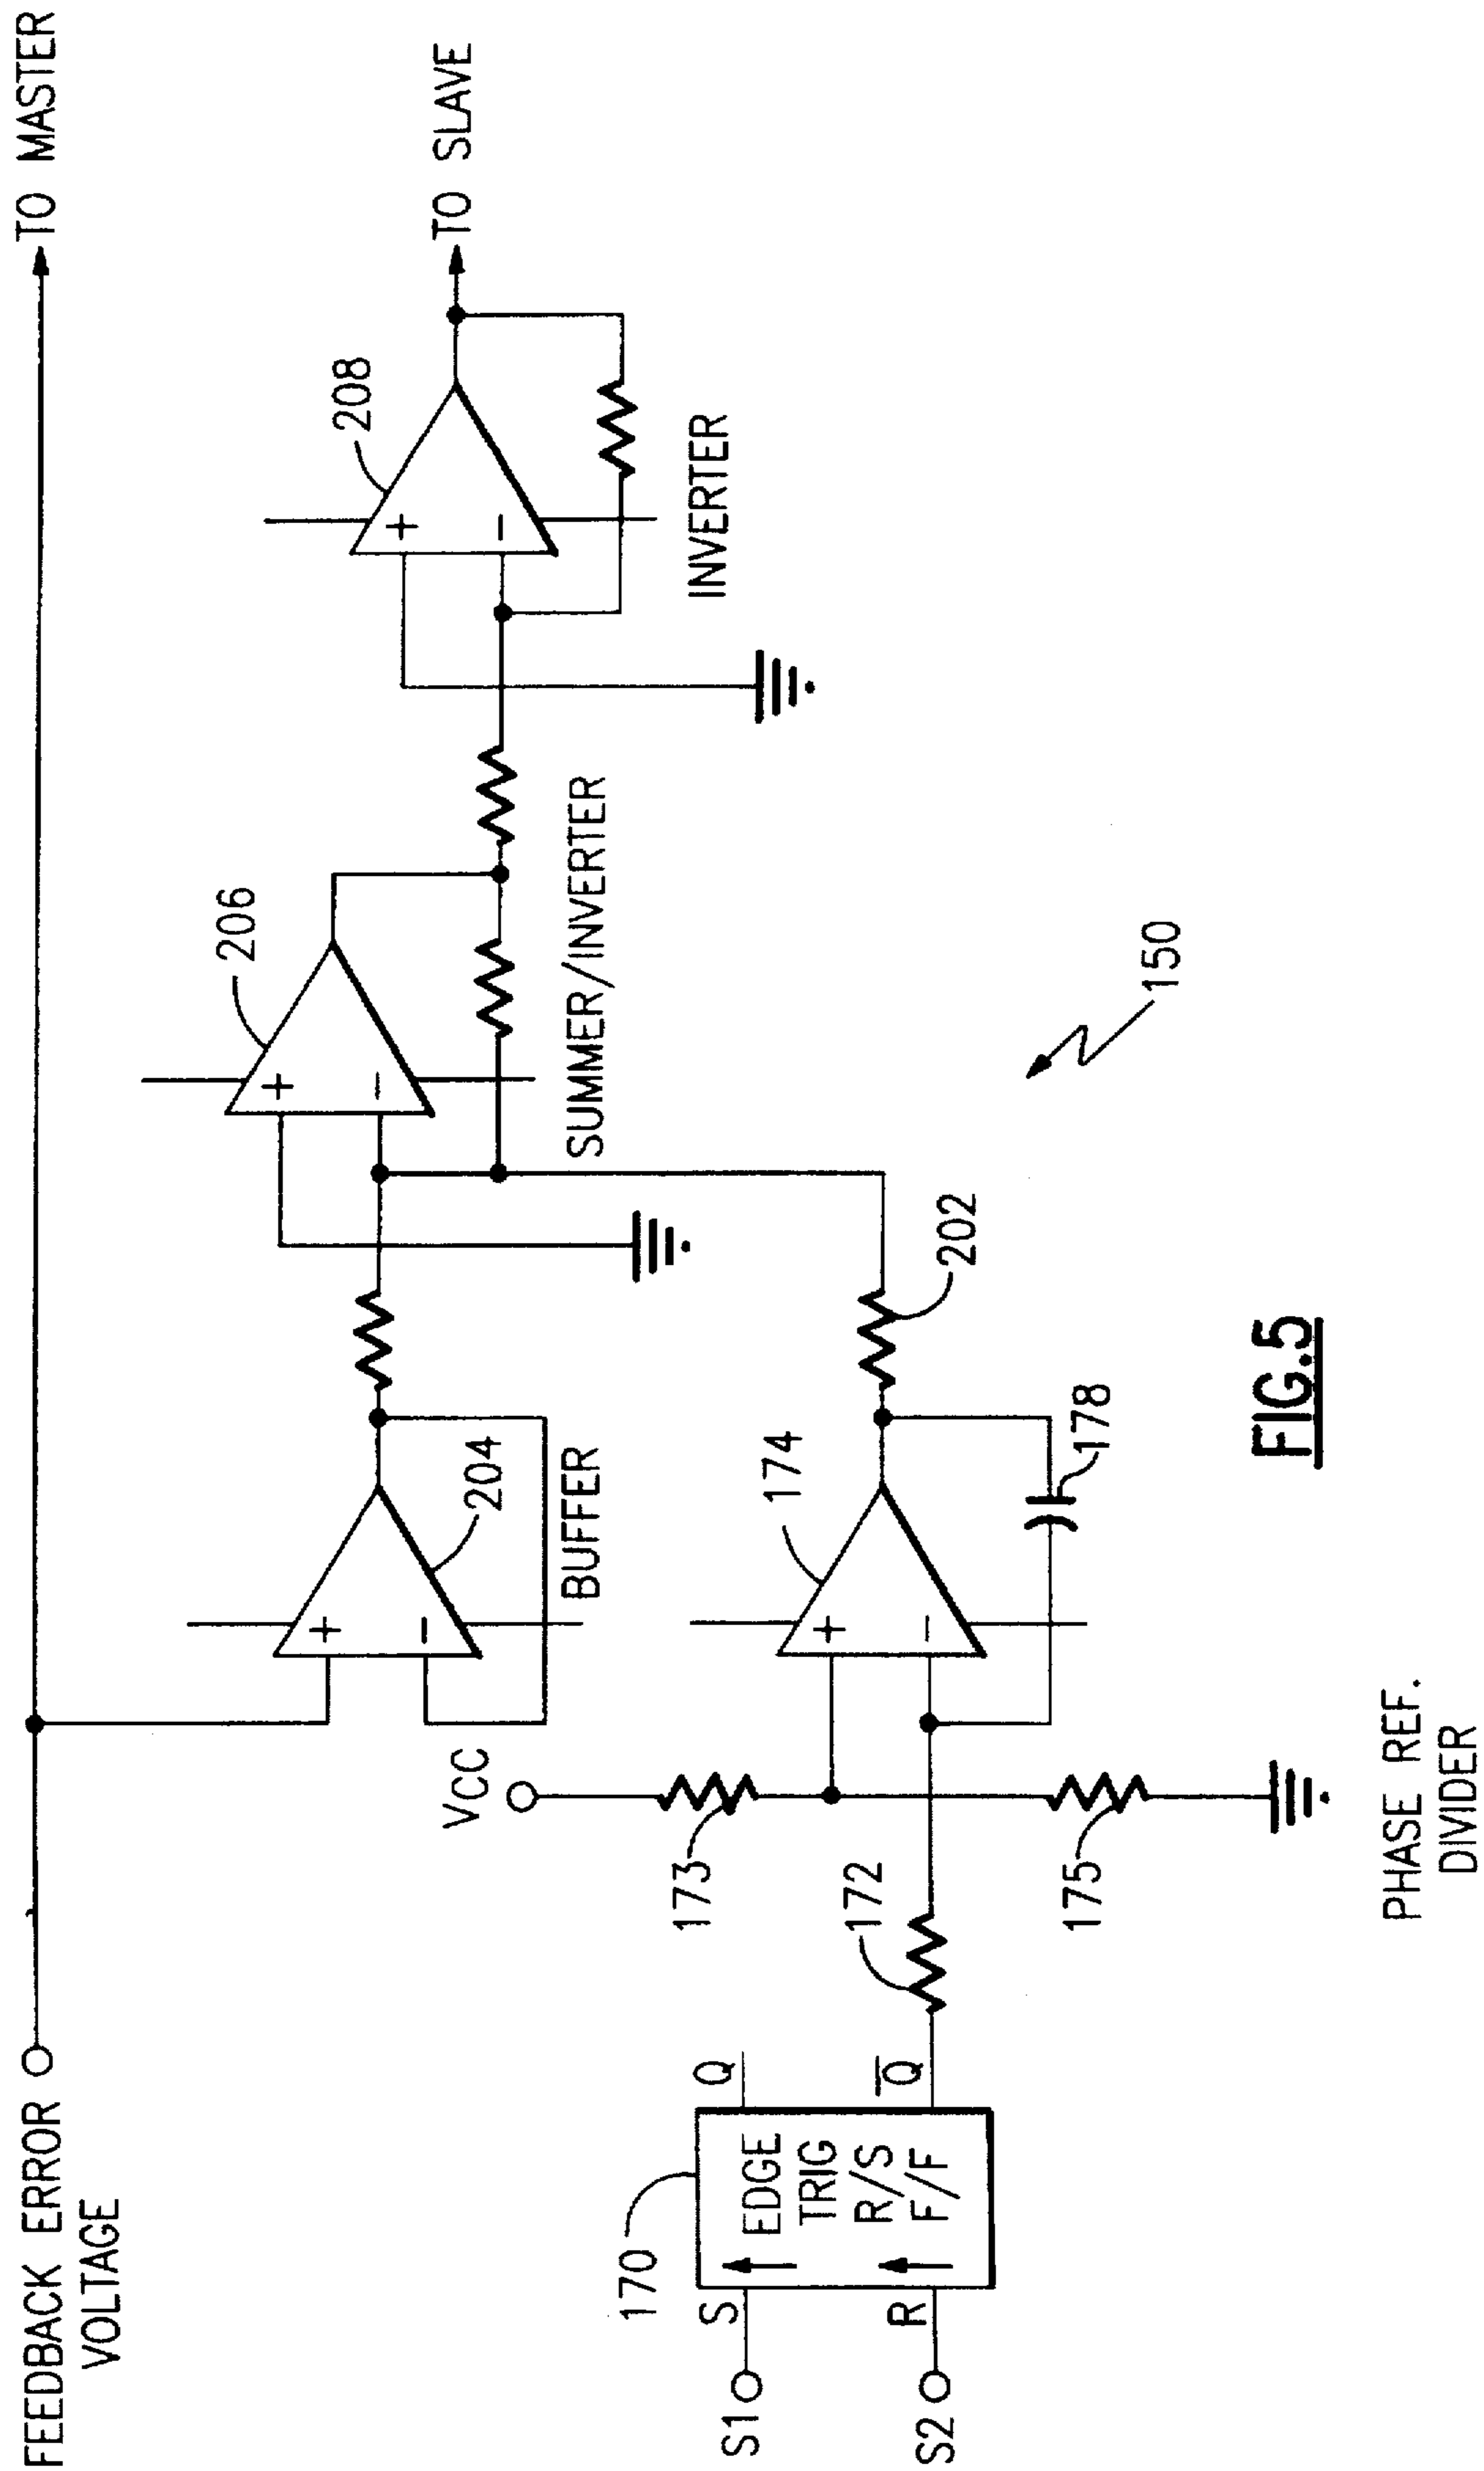 FEEDBACK ERROR
VOLTAGE
TO MASTER
TO SLAVE
208
+
−
INVERTER
206
+
−
SUMMER/INVERTER
+
−
204
BUFFER
VCC
173
174
+
−
178
202
172
175
170
S1
S
S2
R
EDGE
TRIG
R/S
F/F
Q
Q̅
PHASE REF.
DIVIDER
150
FIG.5